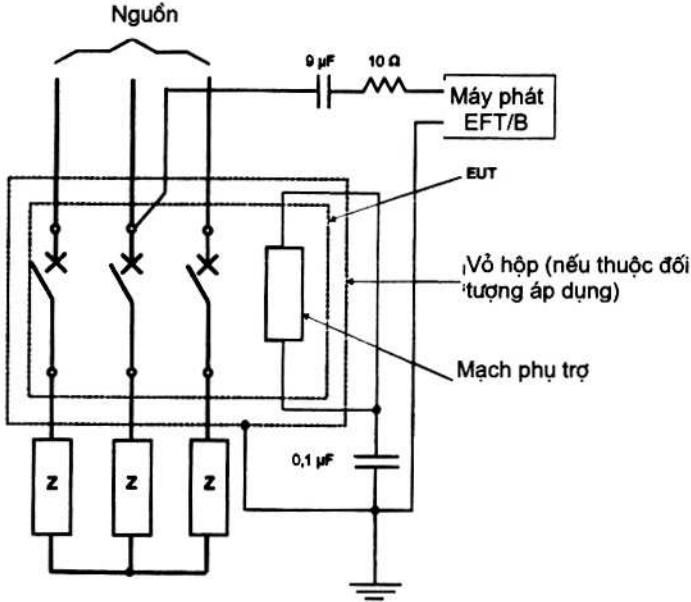 Nguồn
9 µF
10 Ω
Máy phát
EFT/B
EUT
Vỏ hộp (nếu thuộc đối
tượng áp dụng)
Mạch phụ trợ
0,1 µF
Z
Z
Z